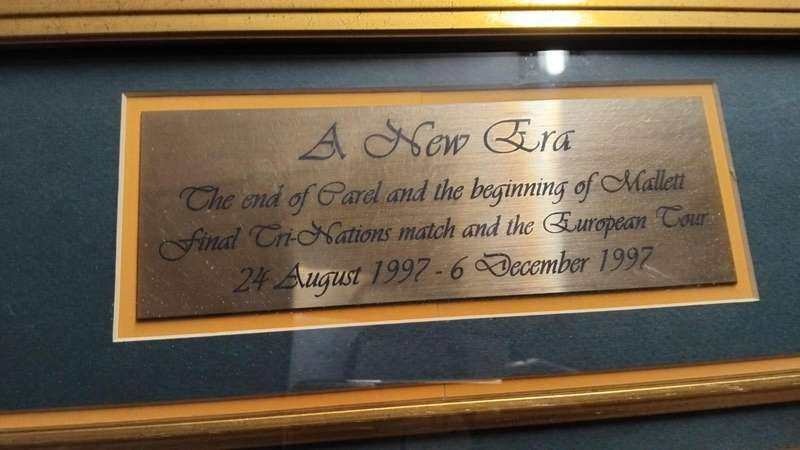 A New Era
The end of Carel and the beginning of Mallett
Final Tri-Nations match and the European Tour
24 August 1997 - 6 December 1997